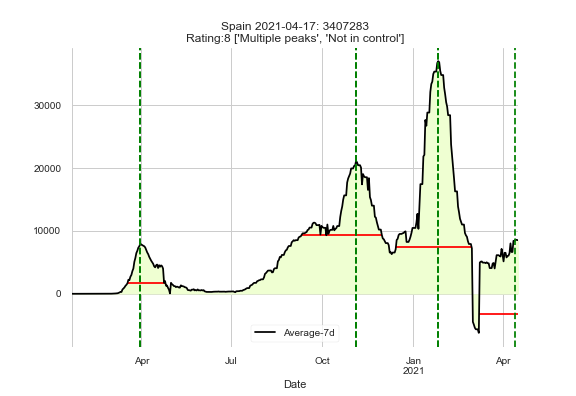 Spain 2021-04-17: 3407283
Rating:8 ['Multiple peaks', 'Not in control']
30000
20000
10000
0
Average-7d
Apr
Jul
Oct
Jan
2021
Apr
Date